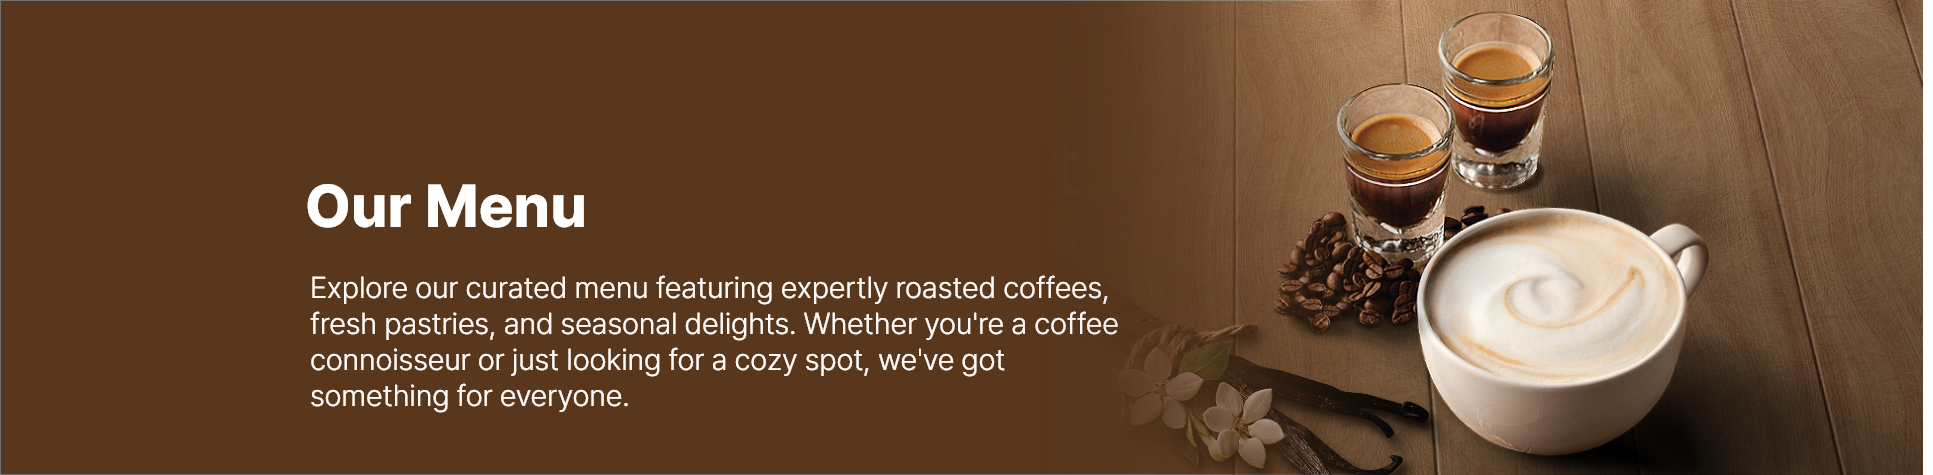 Our Menu
Explore our curated menu featuring expertly roasted coffees,
fresh pastries, and seasonal delights. Whether you're a coffee
connoisseur or just looking for a cozy spot, we've got
something for everyone.